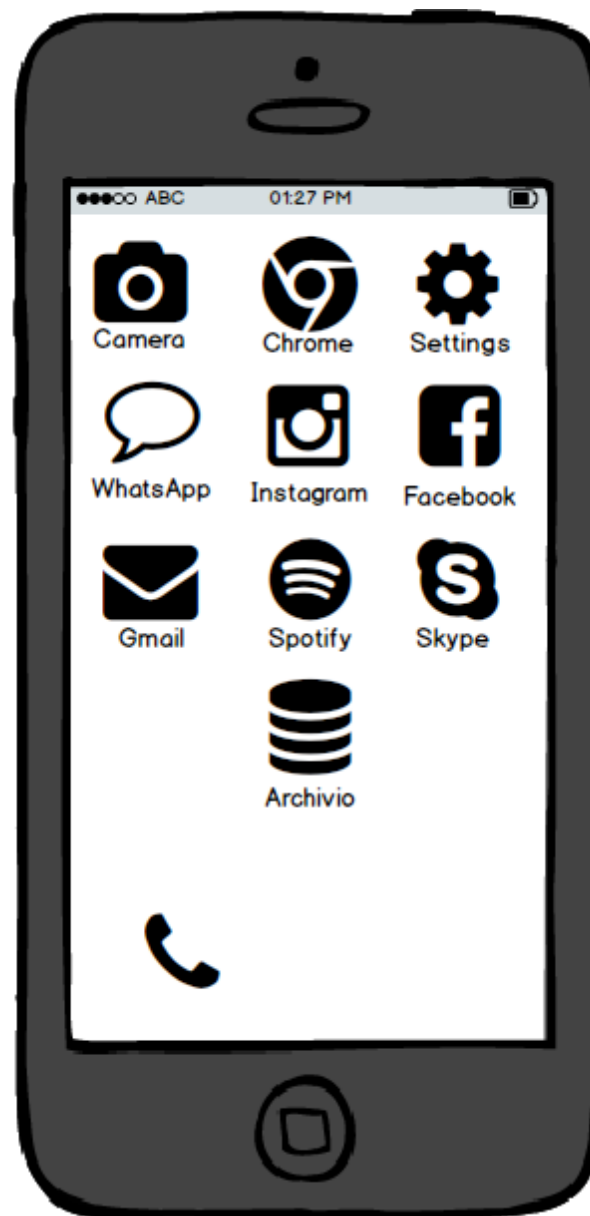 ABC 01:27 PM
Camera Chrome Settings
WhatsApp Instagram Facebook
Gmail Spotify Skype
Archivio